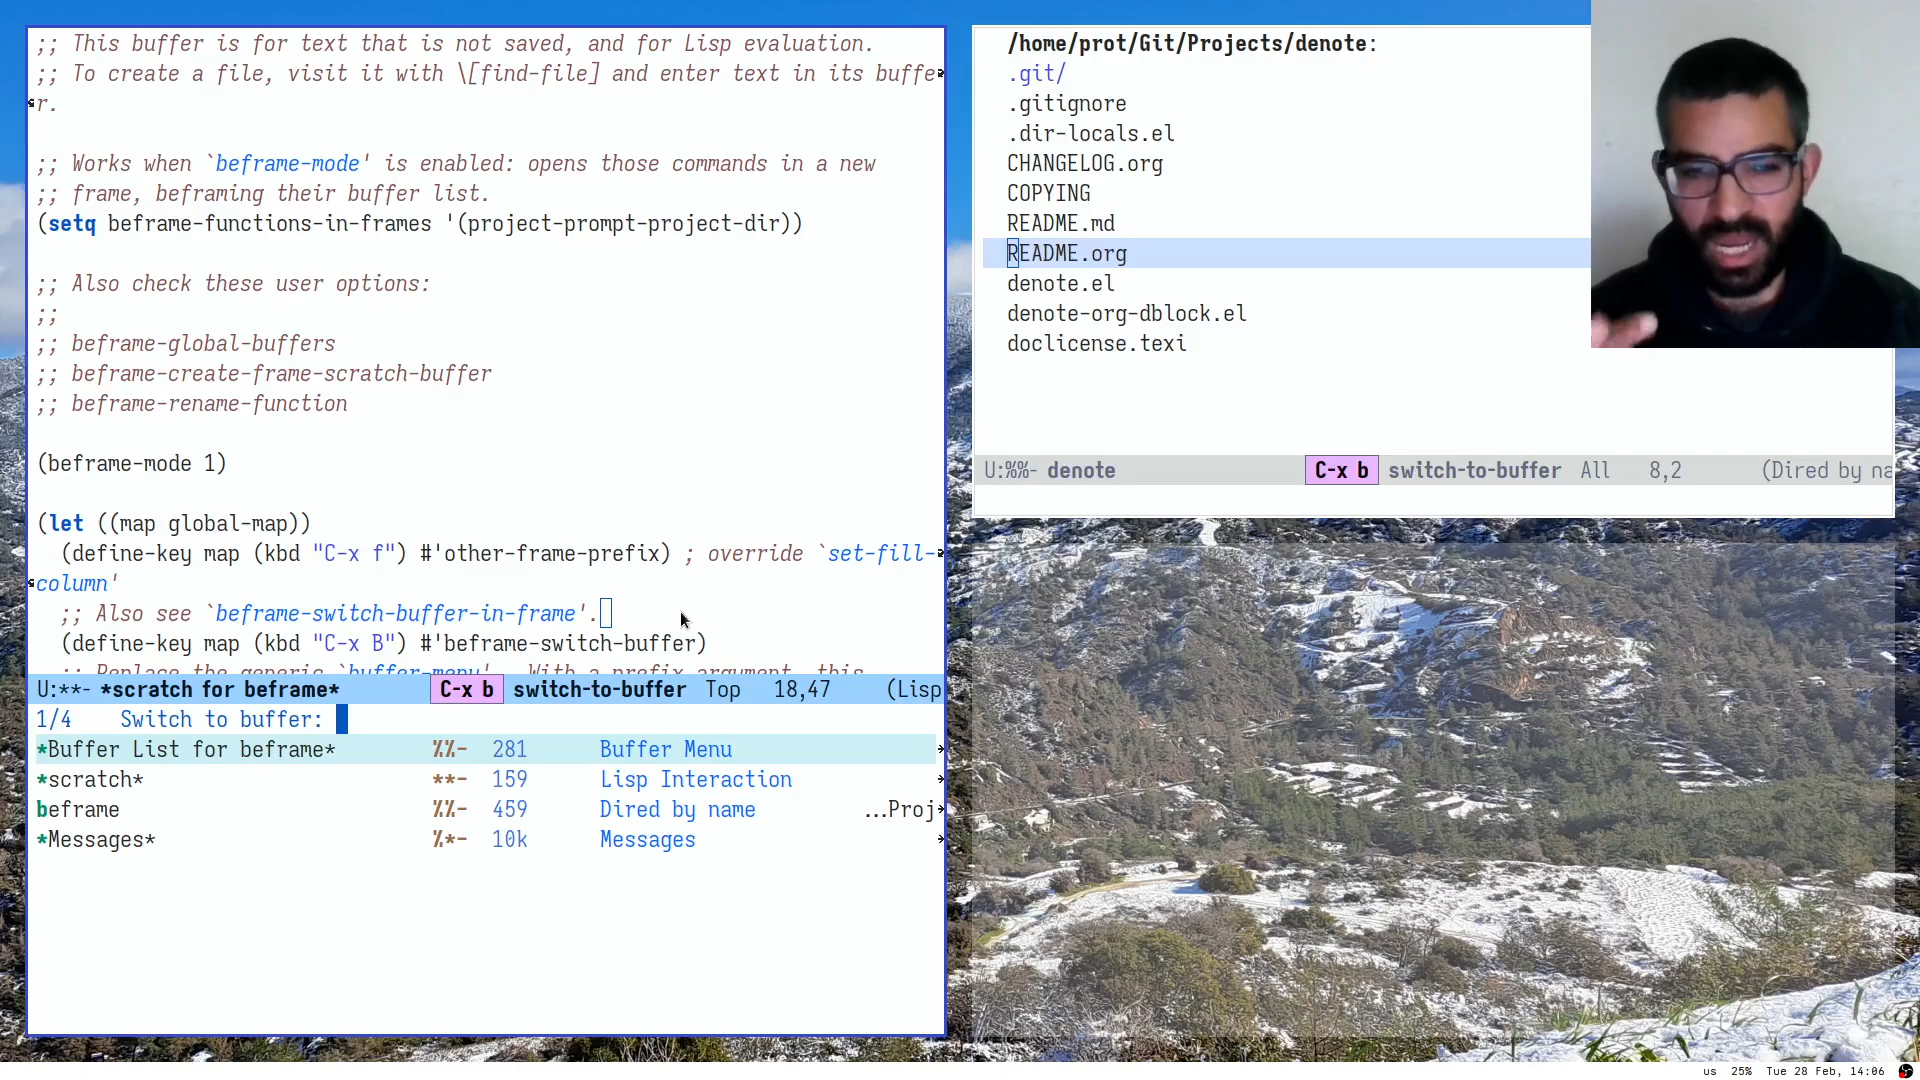 ;; This buffer is for text that is not saved, and for Lisp evaluation.
;; To create a file, visit it with \[find-file] and enter text in its buffe
r.
;; Works when `beframe-mode' is enabled: opens those commands in a new
;; frame, beframing their buffer list.
(setq beframe-functions-in-frames '(project-prompt-project-dir))
;; Also check these user options:
;;
;; beframe-global-buffers
;; beframe-create-frame-scratch-buffer
;; beframe-rename-function
(beframe-mode 1)
(let ((map global-map))
(define-key map (kbd "C-x f") #'other-frame-prefix) ; override `set-fill-
column'
;; Also see `beframe-switch-buffer-in-frame'.
(define-key map (kbd "C-x B") #'beframe-switch-buffer)
;; Replace the generic `buffer-menu'. With a prefix argument, this
U:**- *scratch for beframe* C-x b switch-to-buffer Top 18,47 (Lisp
1/4 Switch to buffer:
*Buffer List for beframe* %%- 281 Buffer Menu
*scratch* **- 159 Lisp Interaction
beframe %%- 459 Dired by name ...Proj
*Messages* %*- 10k Messages
/home/prot/Git/Projects/denote:
.git/
.gitignore
.dir-locals.el
CHANGELOG.org
COPYING
README.md
README.org
denote.el
denote-org-dblock.el
doclicense.texi
U:%%- denote C-x b switch-to-buffer All 8,2 (Dired by na
us 25% Tue 28 Feb, 14:06